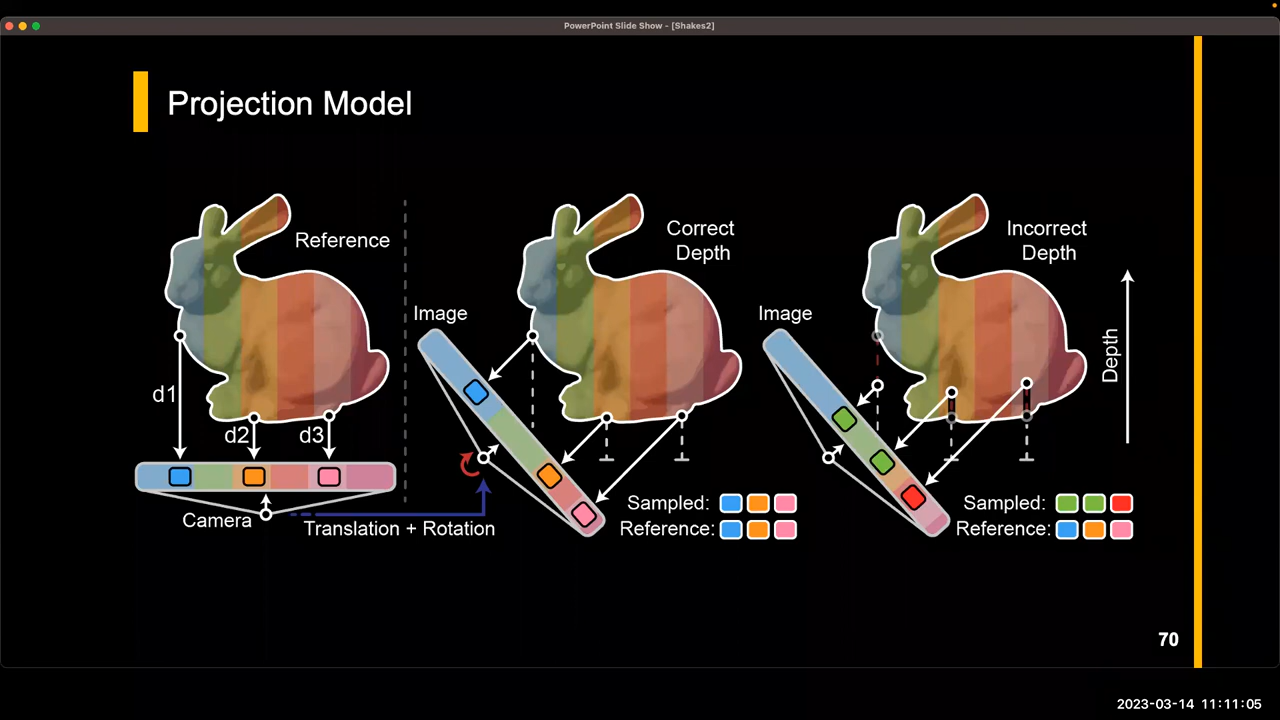 PowerPoint Slide Show - [Shakes2]
Projection Model
Reference
d1
d2
d3
Camera
Translation + Rotation
Image
Correct
Depth
Sampled:
Reference:
Image
Incorrect
Depth
Depth
Sampled:
Reference:
70
2023-03-14 11:11:05